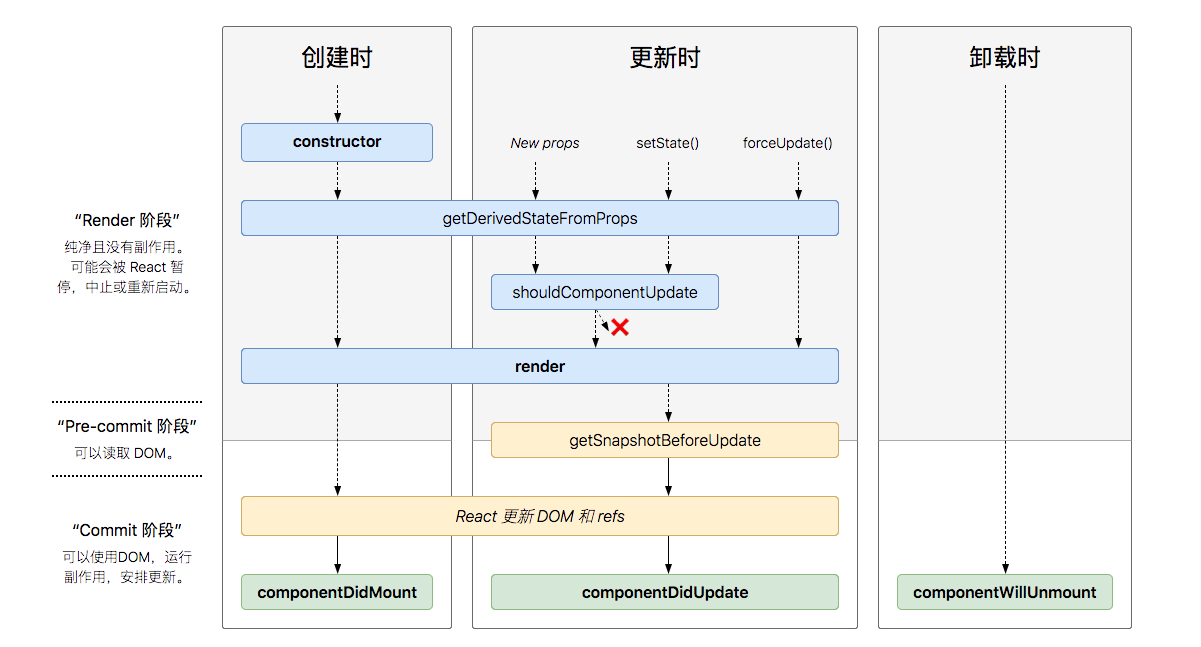 创建时
更新时
卸载时
constructor
New props
setState()
forceUpdate()
“Render 阶段”
纯净且没有副作用。
可能会被 React 暂
停，中止或重新启动。
getDerivedStateFromProps
shouldComponentUpdate
render
“Pre-commit 阶段”
可以读取 DOM。
getSnapshotBeforeUpdate
“Commit 阶段”
可以使用DOM，运行
副作用，安排更新。
React 更新 DOM 和 refs
componentDidMount
componentDidUpdate
componentWillUnmount